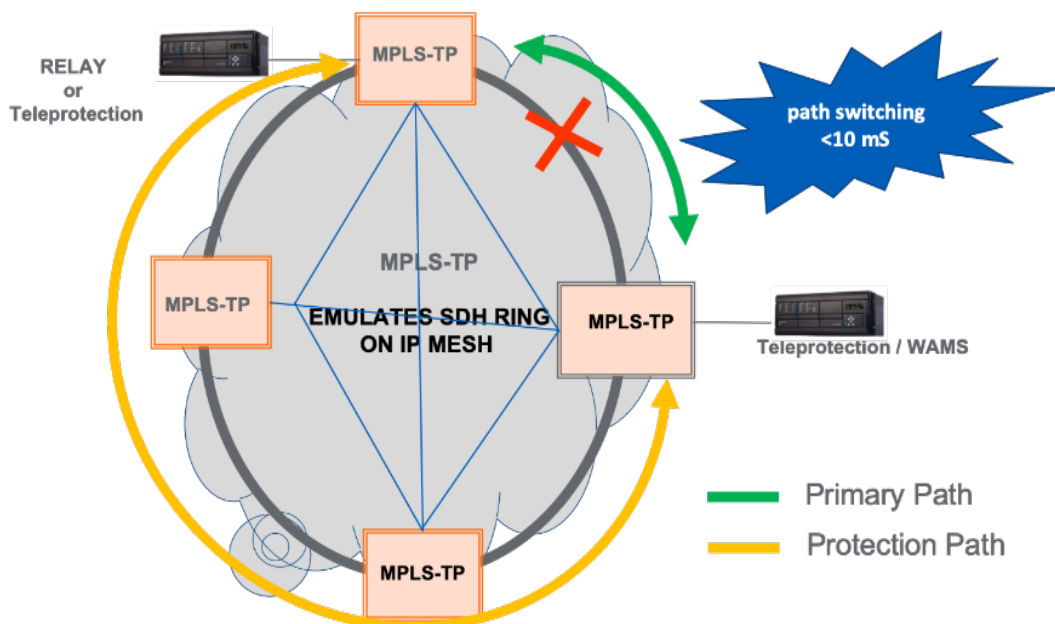 MPLS-TP
RELAY
or
Teleprotection
path switching
<10 mS
MPLS-TP
MPLS-TP
EMULATES SDH RING
ON IP MESH
MPLS-TP
Teleprotection / WAMS
Primary Path
Protection Path
MPLS-TP